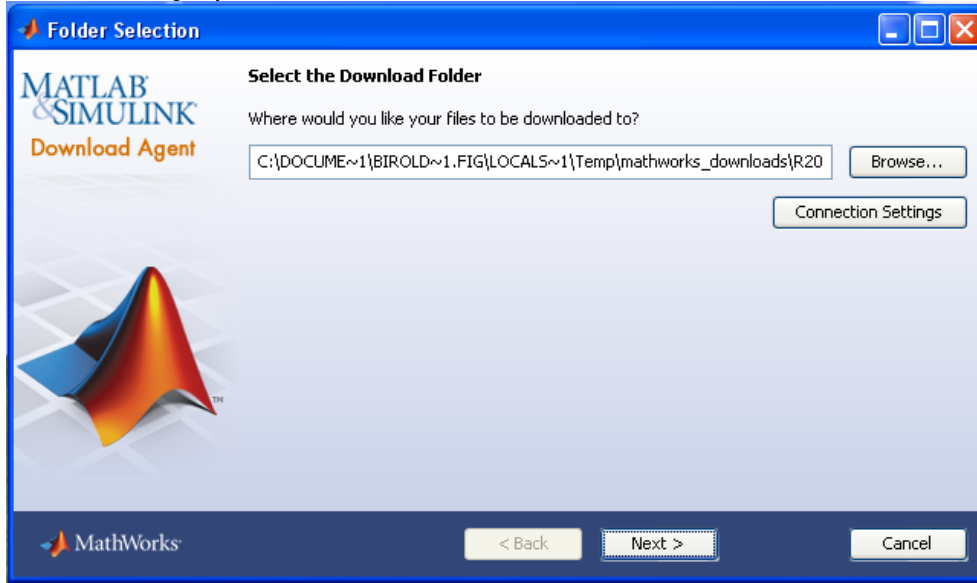 Folder Selection
MATLAB
&SIMULINK
Download Agent
Select the Download Folder
Where would you like your files to be downloaded to?
C:\DOCUME~1\BIROLD~1.FIG\LOCALS~1\Temp\mathworks_downloads\R20
Browse...
Connection Settings
TM
MathWorks
< Back
Next >
Cancel